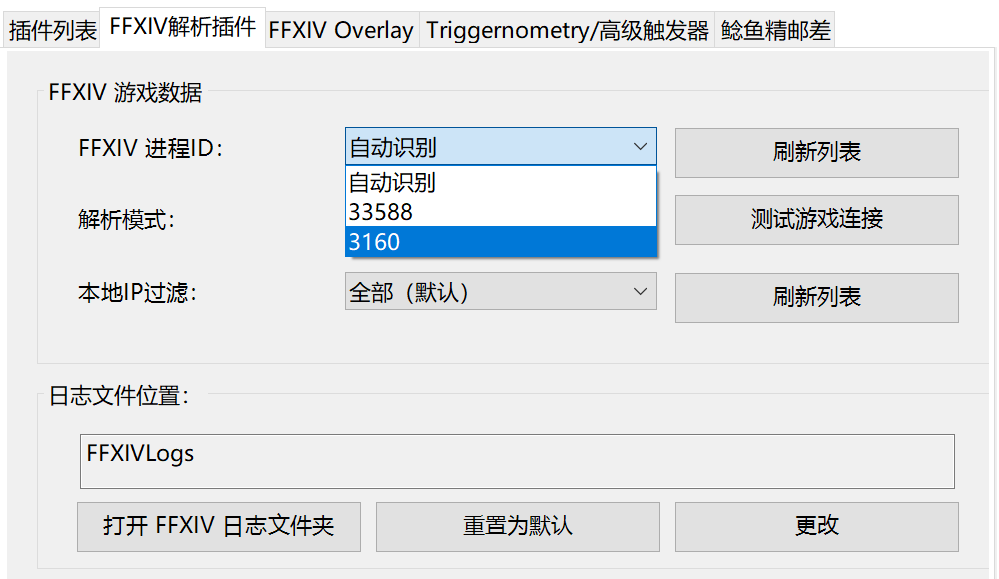 插件列表 FFXIV解析插件 FFXIV Overlay Triggernometry/高级触发器 鲶鱼精邮差
FFXIV 游戏数据
FFXIV 进程ID: 自动识别 刷新列表
自动识别
33588
解析模式: 测试游戏连接
3160
本地IP过滤: 全部（默认） 刷新列表
日志文件位置:
FFXIVLogs
打开 FFXIV 日志文件夹 重置为默认 更改